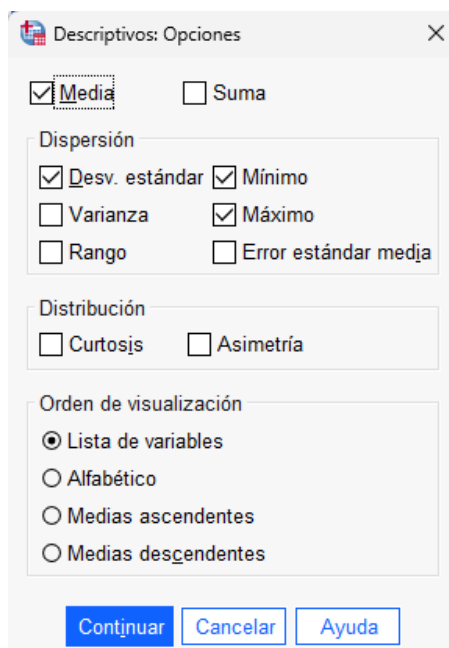 Descriptivos: Opciones
Media Suma
Dispersión
Desv. estándar Mínimo
Varianza Máximo
Rango Error estándar media
Distribución
Curtosis Asimetría
Orden de visualización
Lista de variables
Alfabético
Medias ascendentes
Medias descendentes
Continuar Cancelar Ayuda